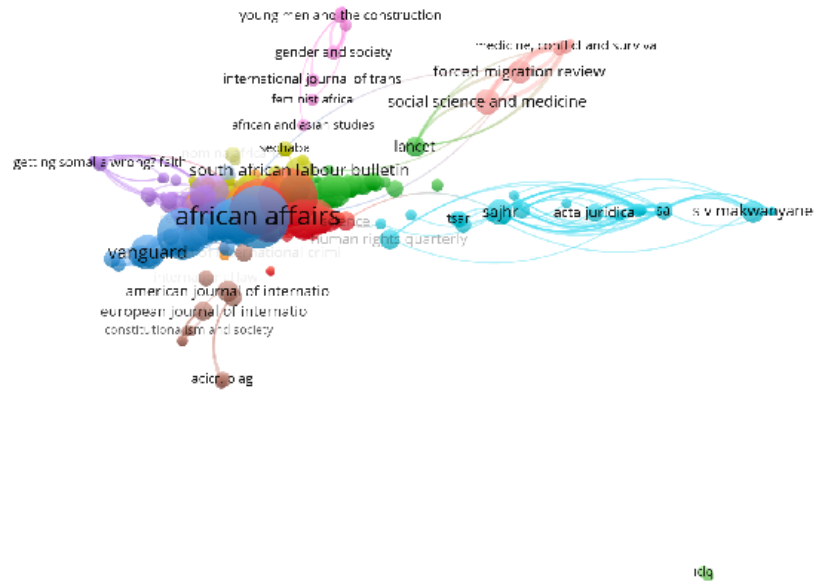 young men and the construction
gender and society
medicine, conflict and surviva
international journal of trans
forced migration review
feminist africa
social science and medicine
african and asian studies
sechaba
lancet
getting somalia wrong? faith
south african labour bulletin
african affairs
tsar
sajhr
acta juridica
sa
s v makwanyane
human rights quarterly
vanguard
international law
american journal of internatio
european journal of internatio
constitutionalism and society
ag